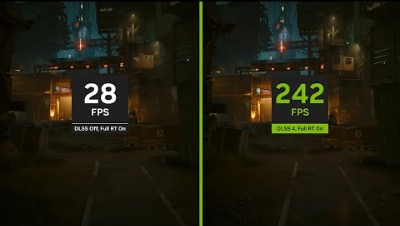 28
FPS
DLSS Off, Full RT On
242
FPS
DLSS 4, Full RT On